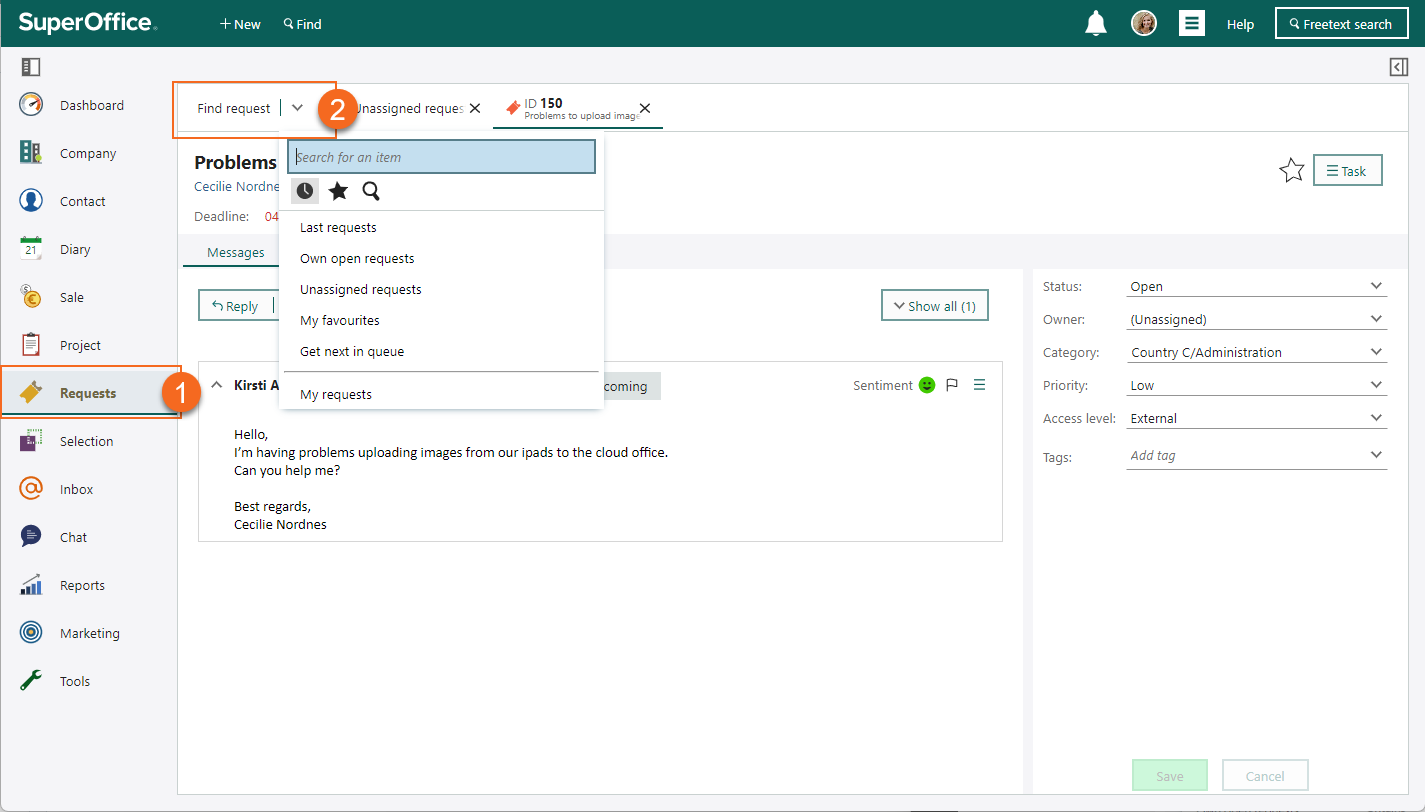 SuperOffice.
+ New
Find
Help
Freetext search
Dashboard
Company
Contact
21
Diary
Sale
Project
Requests
1
Selection
Inbox
Chat
Reports
Marketing
Tools
Find request
2
Unassigned reques
ID 150
Problems to upload imag
Search for an item
Last requests
Own open requests
Unassigned requests
My favourites
Get next in queue
My requests
Problems
Cecilie Nordne
Deadline: 04
Task
Messages
Reply
Show all (1)
Kirsti A
coming
Sentiment
Hello,
I'm having problems uploading images from our ipads to the cloud office.
Can you help me?
Best regards,
Cecilie Nordnes
Status: Open
Owner: (Unassigned)
Category: Country C/Administration
Priority: Low
Access level: External
Tags: Add tag
Save
Cancel